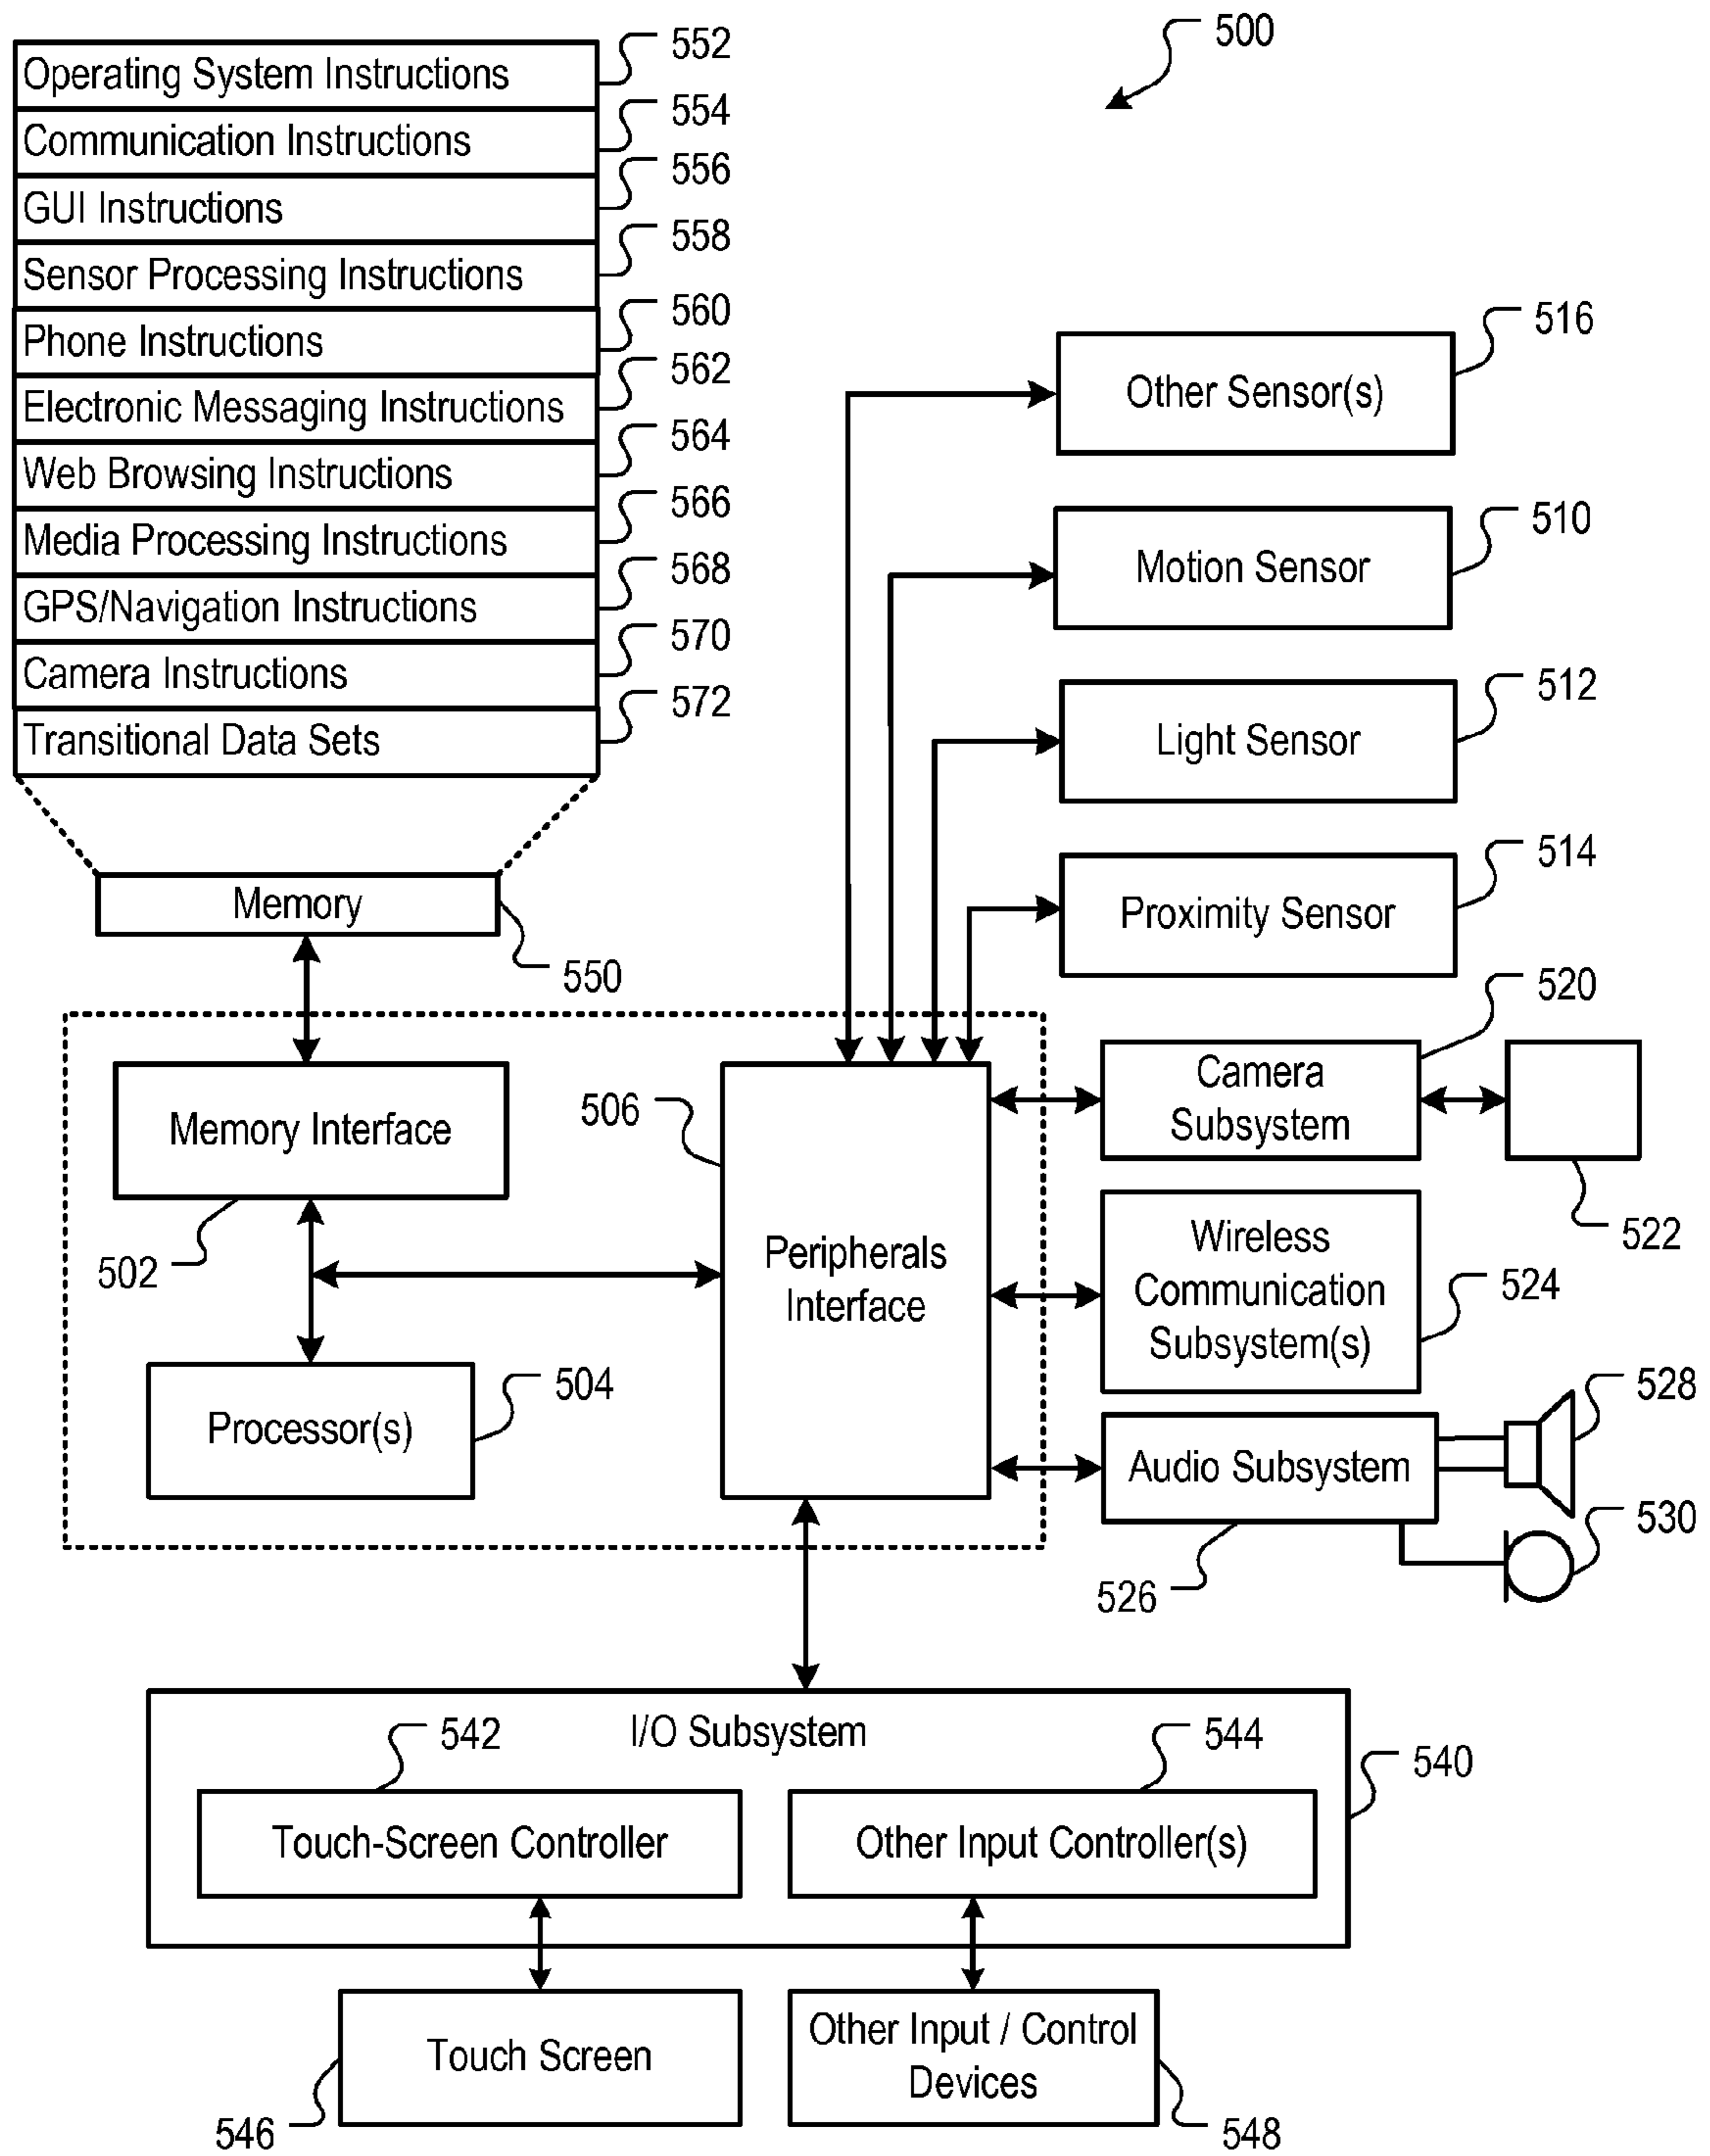 500
Operating System Instructions
552
Communication Instructions
554
GUI Instructions
556
Sensor Processing Instructions
558
Phone Instructions
560
Electronic Messaging Instructions
562
Web Browsing Instructions
564
Media Processing Instructions
566
GPS/Navigation Instructions
568
Camera Instructions
570
Transitional Data Sets
572
Memory
550
Other Sensor(s)
516
Motion Sensor
510
Light Sensor
512
Proximity Sensor
514
Memory Interface
502
Processor(s)
504
506
Peripherals
Interface
Camera
Subsystem
520
522
Wireless
Communication
Subsystem(s)
524
Audio Subsystem
526
528
530
I/O Subsystem
540
542
Touch-Screen Controller
544
Other Input Controller(s)
Touch Screen
546
Other Input / Control
Devices
548